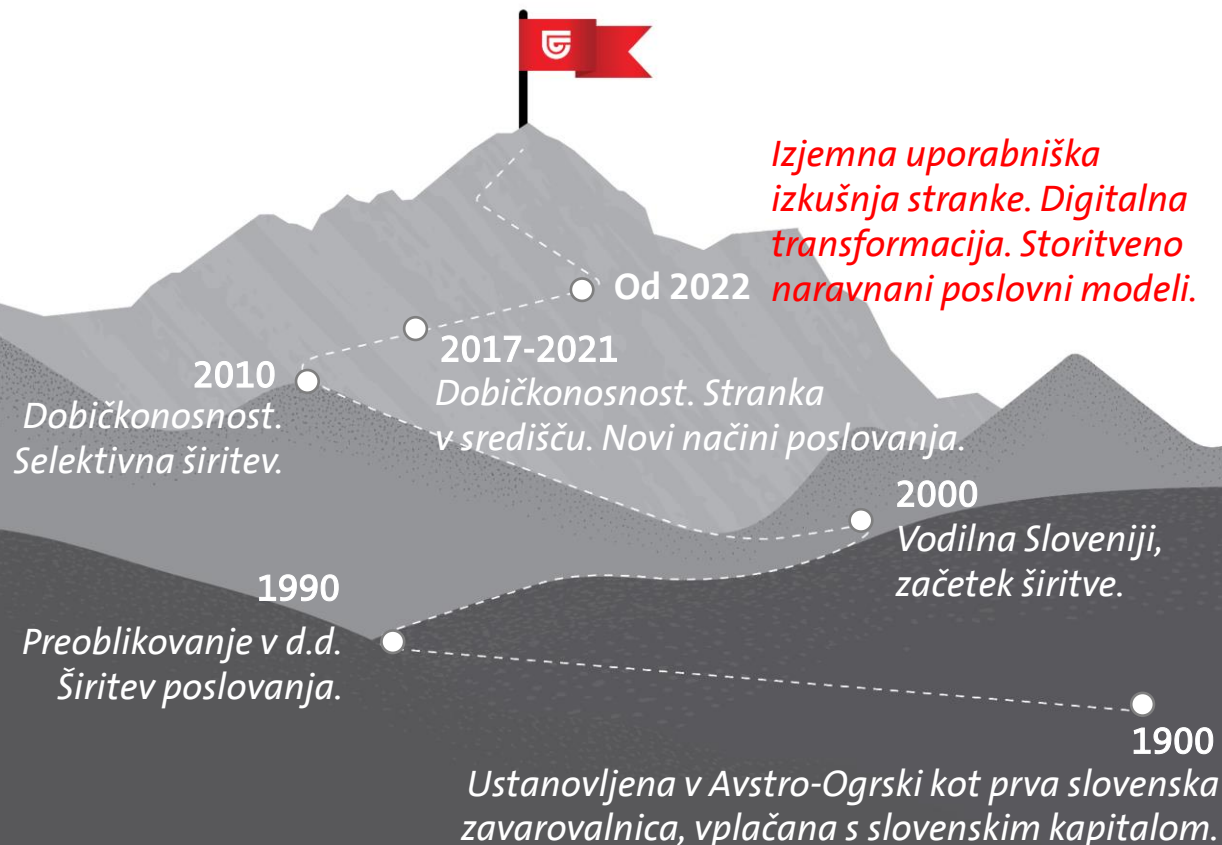 Izjemna uporabniška
izkušnja stranke. Digitalna
transformacija. Storitveno
naravnani poslovni modeli.
Od 2022
2017-2021
Dobičkonosnost. Stranka
v središču. Novi načini poslovanja.
2010
Dobičkonosnost.
Selektivna širitev.
2000
Vodilna Sloveniji,
začetek širitve.
1990
Preoblikovanje v d.d.
Širitev poslovanja.
1900
Ustanovljena v Avstro-Ogrski kot prva slovenska
zavarovalnica, vplačana s slovenskim kapitalom.